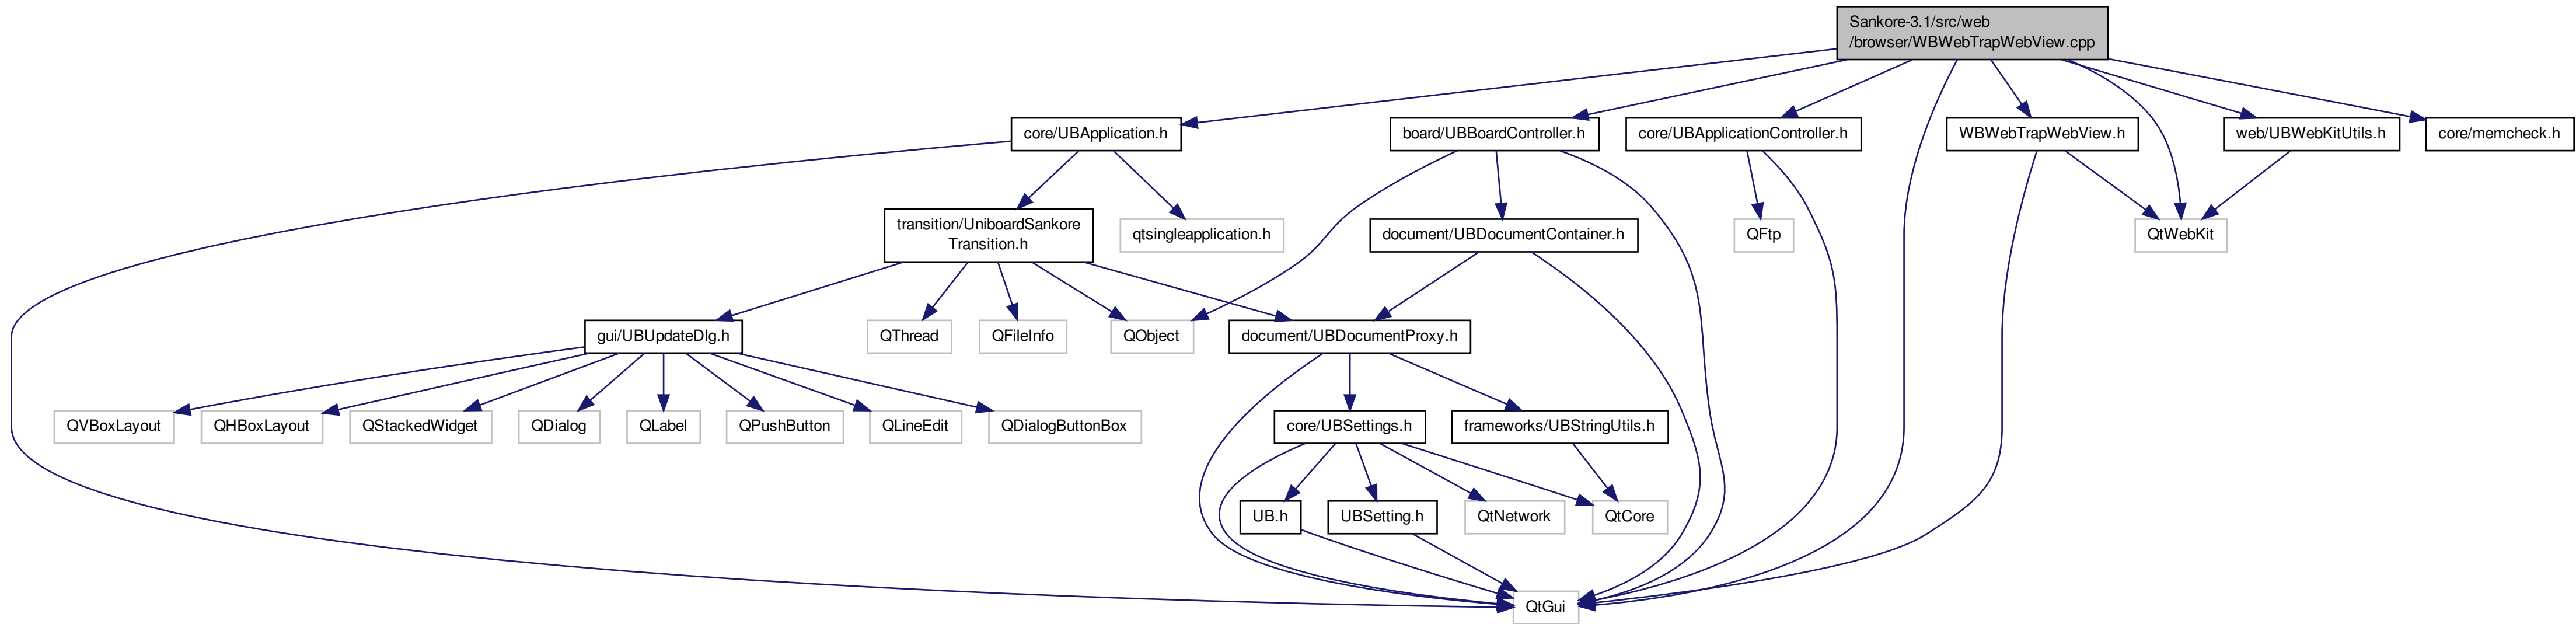 Sankore-3.1/src/web
/browser/WBWebTrapWebView.cpp
core/UBApplication.h
board/UBBoardController.h
core/UBApplicationController.h
WBWebTrapWebView.h
web/UBWebKitUtils.h
core/memcheck.h
transition/UniboardSankore
Transition.h
qtsingleapplication.h
document/UBDocumentContainer.h
QFtp
QtWebKit
gui/UBUpdateDlg.h
QThread
QFileInfo
QObject
document/UBDocumentProxy.h
QVBoxLayout
QHBoxLayout
QStackedWidget
QDialog
QLabel
QPushButton
QLineEdit
QDialogButtonBox
core/UBSettings.h
frameworks/UBStringUtils.h
UB.h
UBSetting.h
QtNetwork
QtCore
QtGui